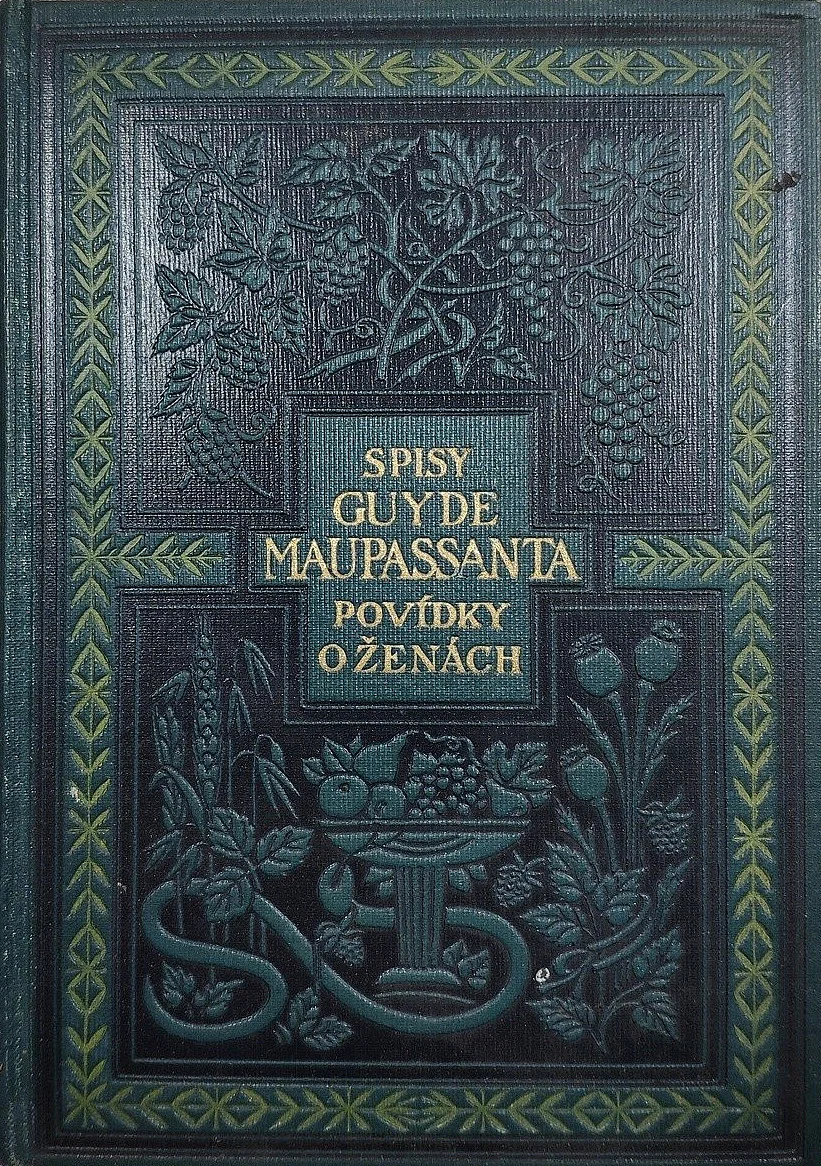 SPISY
GUY DE
MAUPASSANTA
POVÍDKY
O ŽENÁCH